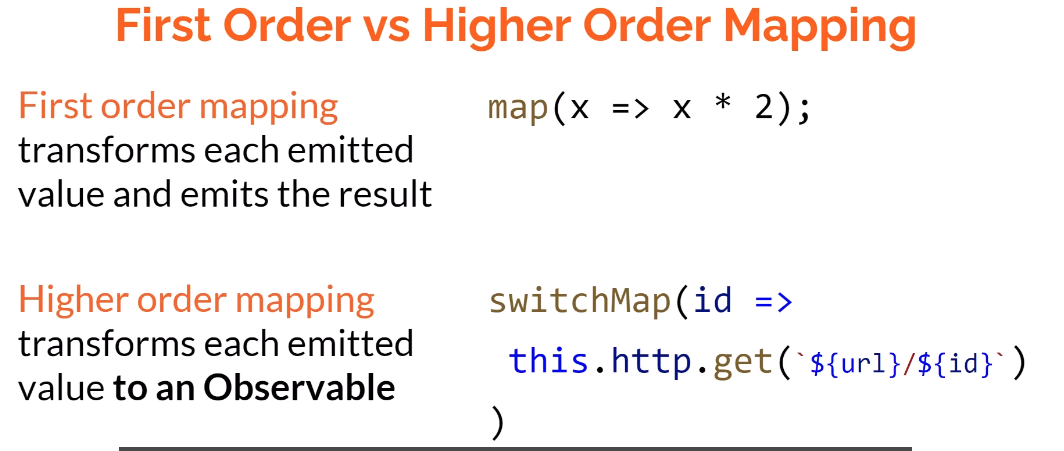 First Order vs Higher Order Mapping
First order mapping
transforms each emitted
value and emits the result
map(x => x * 2);
Higher order mapping
transforms each emitted
value to an Observable
switchMap(id =>
this.http.get(`${url}/${id}`)
)